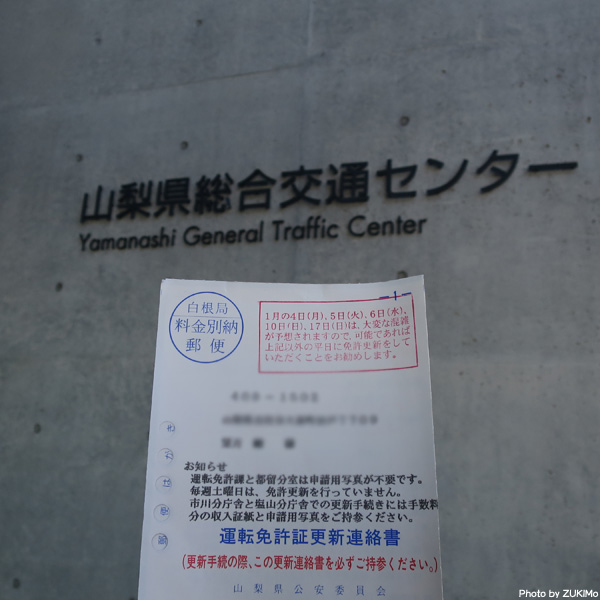 山梨県総合交通センター
Yamanashi General Traffic Center
白根局
料金別納
郵便
1月の4日(月)、5日(火)、6日(水)、
10日(日)、17日(日)は、大変な混雑
が予想されますので、可能であれば
上記以外の平日に免許更新をして
いただくことをお勧めします。
お知らせ
運転免許課と都留分室は申請用写真が不要です。
毎週土曜日は、免許更新を行っていません。
市川分庁舎と塩山分庁舎での更新手続きには手数料
分の収入証紙と申請用写真をご持参ください。
運転免許証更新連絡書
(更新手続の際、この更新連絡書を必ずご持参ください。)
山梨県公安委員会
Photo by ZUKIMo